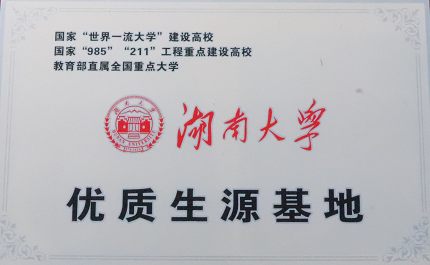 国家“世界一流大学”建设高校
国家“985”“211”工程重点建设高校
教育部直属全国重点大学
湖南大学
优质生源基地